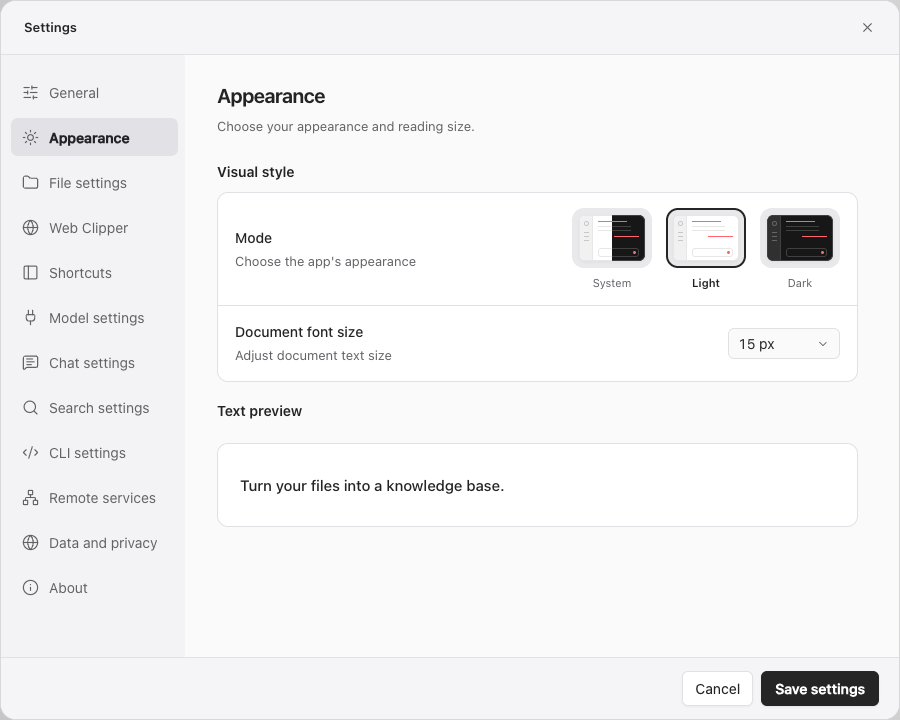 Settings
General
Appearance
File settings
Web Clipper
Shortcuts
Model settings
Chat settings
Search settings
CLI settings
Remote services
Data and privacy
About
Appearance
Choose your appearance and reading size.
Visual style
Mode
Choose the app's appearance
System
Light
Dark
Document font size
Adjust document text size
15 px
Text preview
Turn your files into a knowledge base.
Cancel
Save settings